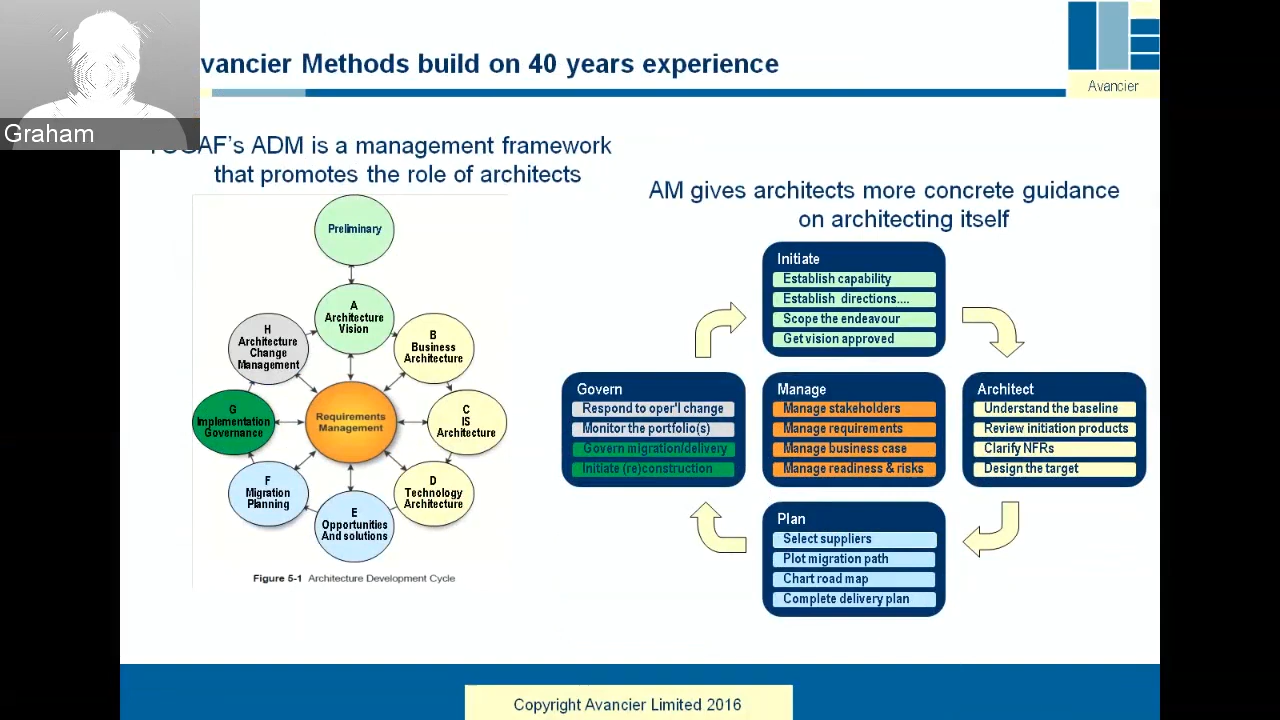 Graham
vancier Methods build on 40 years experience
Avancier
ADM is a management framework
that promotes the role of architects
AM gives architects more concrete guidance
on architecting itself
Preliminary
A
Architecture
Vision
B
Business
Architecture
C
IS
Architecture
D
Technology
Architecture
E
Opportunities
And solutions
F
Migration
Planning
G
Implementation
Governance
H
Architecture
Change
Management
Requirements
Management
Figure 5-1 Architecture Development Cycle
Initiate
Establish capability
Establish directions....
Scope the endeavour
Get vision approved
Govern
Respond to oper'l change
Monitor the portfolio(s)
Govern migration/delivery
Initiate (re)construction
Manage
Manage stakeholders
Manage requirements
Manage business case
Manage readiness & risks
Architect
Understand the baseline
Review initiation products
Clarify NFRs
Design the target
Plan
Select suppliers
Plot migration path
Chart road map
Complete delivery plan
Copyright Avancier Limited 2016